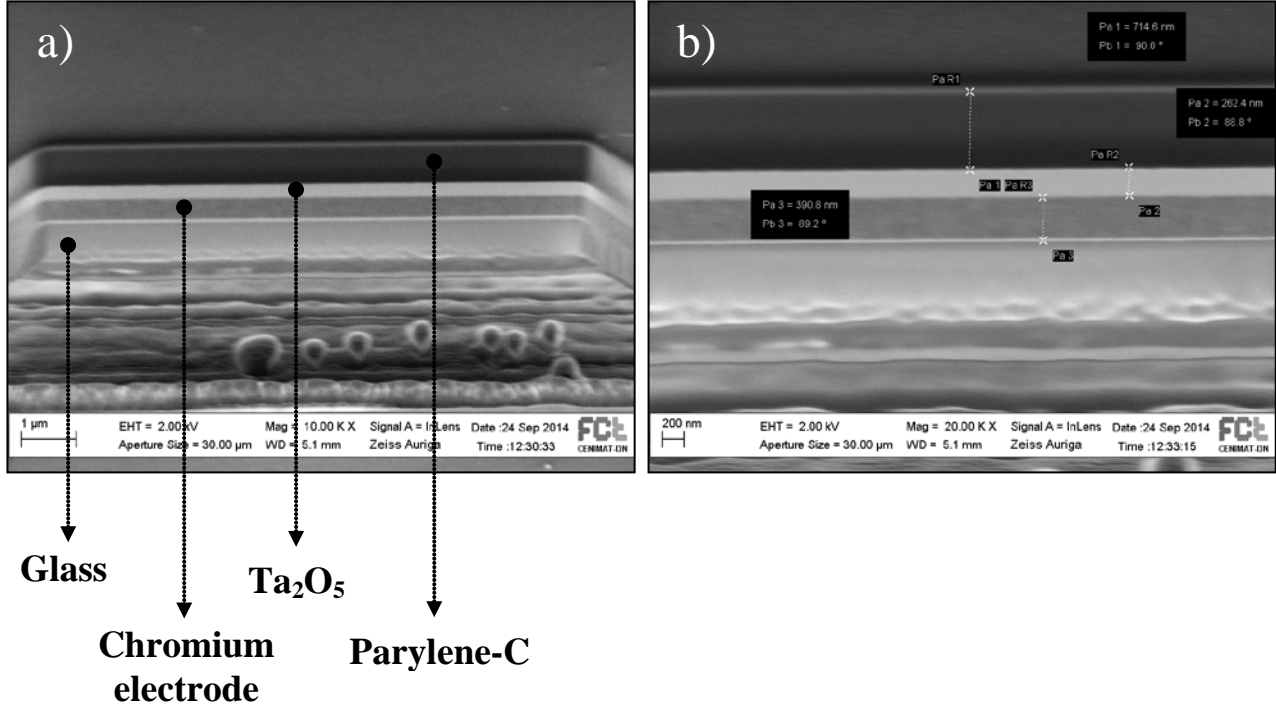 a)
1 µm
EHT = 2.00 kV
Mag = 10.00 K X
Signal A = InLens
Date :24 Sep 2014
Aperture Size = 30.00 µm
WD = 5.1 mm
Zeiss Auriga
Time :12:30:33
FCt
CENIMAT-DN
b)
Pa 1 = 714.6 nm
Pb 1 = 90.0 °
Pa R1
Pa 2 = 262.4 nm
Pb 2 = 88.8 °
Pa R2
Pa 1
Pa R3
Pa 2
Pa 3 = 390.8 nm
Pb 3 = 89.2 °
Pa 3
200 nm
EHT = 2.00 kV
Mag = 20.00 K X
Signal A = InLens
Date :24 Sep 2014
Aperture Size = 30.00 µm
WD = 5.1 mm
Zeiss Auriga
Time :12:33:15
FCt
CENIMAT-DN
Glass
Ta₂O₅
Chromium
electrode
Parylene-C